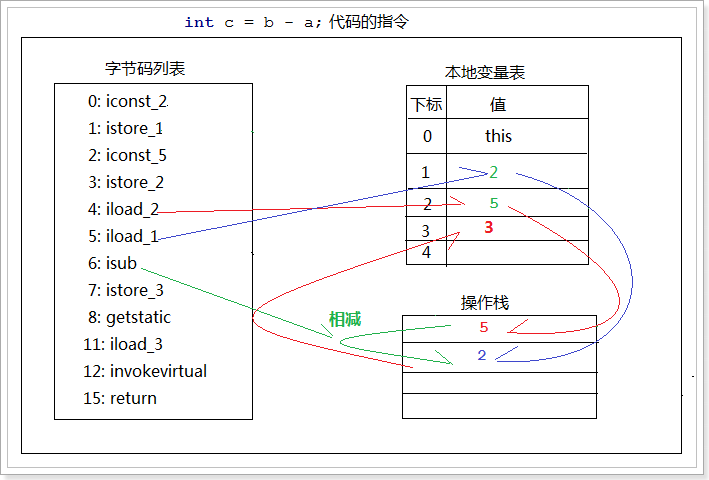 int c = b - a; 代码的指令
字节码列表
0: iconst_2
1: istore_1
2: iconst_5
3: istore_2
4: iload_2
5: iload_1
6: isub
7: istore_3
8: getstatic
11: iload_3
12: invokevirtual
15: return
本地变量表
下标 值
0 this
1 2
2 5
3 3
4
相减
操作栈
5
2